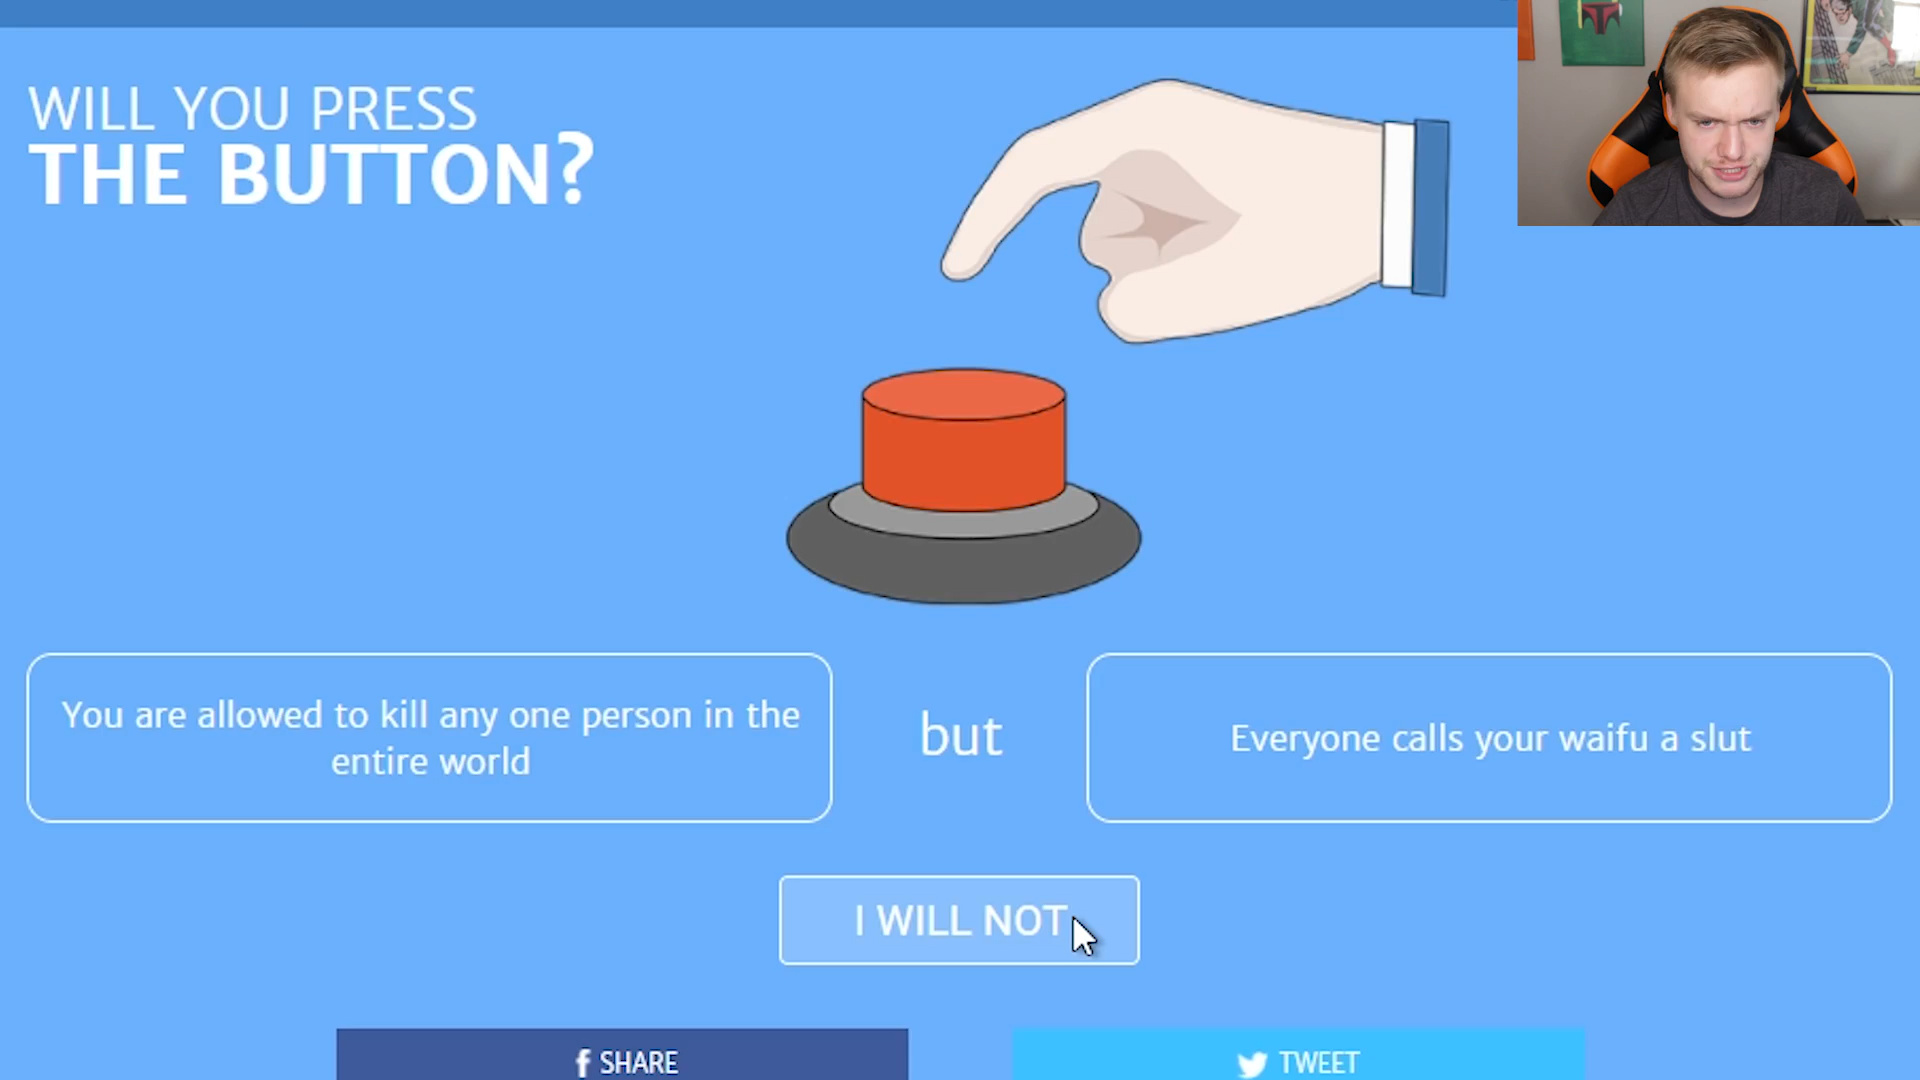 WILL YOU PRESS
THE BUTTON?
You are allowed to kill any one person in the
entire world
but
Everyone calls your waifu a slut
I WILL NOT
f SHARE
TWEET